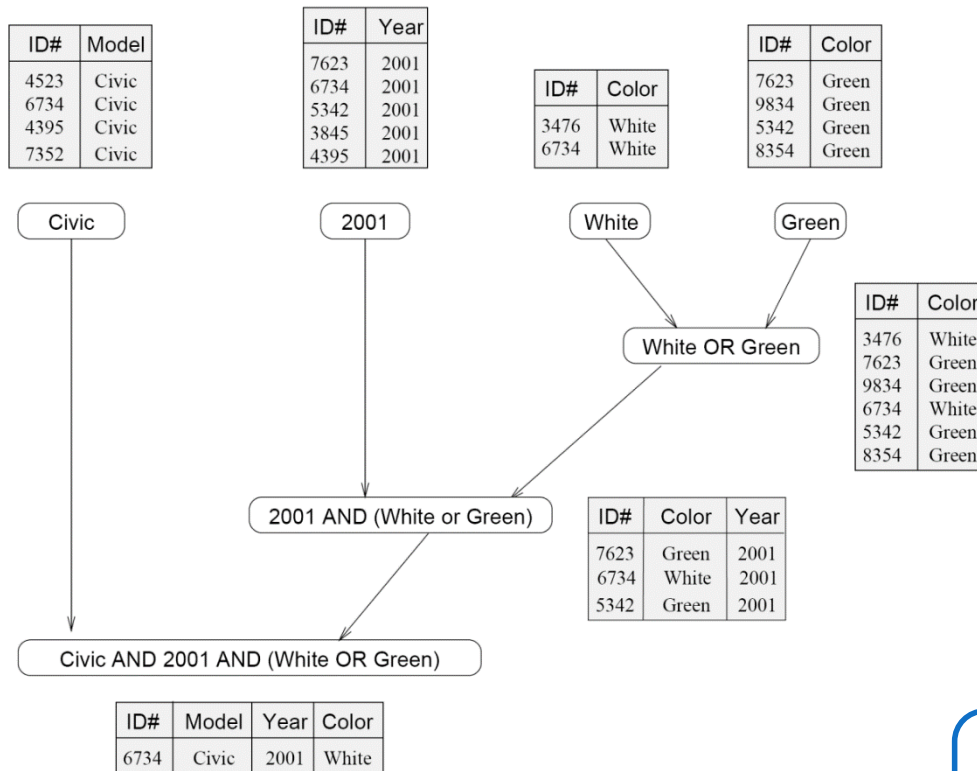 ID# Model
4523 Civic
6734 Civic
4395 Civic
7352 Civic
ID# Year
7623 2001
6734 2001
5342 2001
3845 2001
4395 2001
ID# Color
3476 White
6734 White
ID# Color
7623 Green
9834 Green
5342 Green
8354 Green
Civic
2001
White
Green
White OR Green
ID# Color
3476 White
7623 Green
9834 Green
6734 White
5342 Green
8354 Green
2001 AND (White or Green)
ID# Color Year
7623 Green 2001
6734 White 2001
5342 Green 2001
Civic AND 2001 AND (White OR Green)
ID# Model Year Color
6734 Civic 2001 White